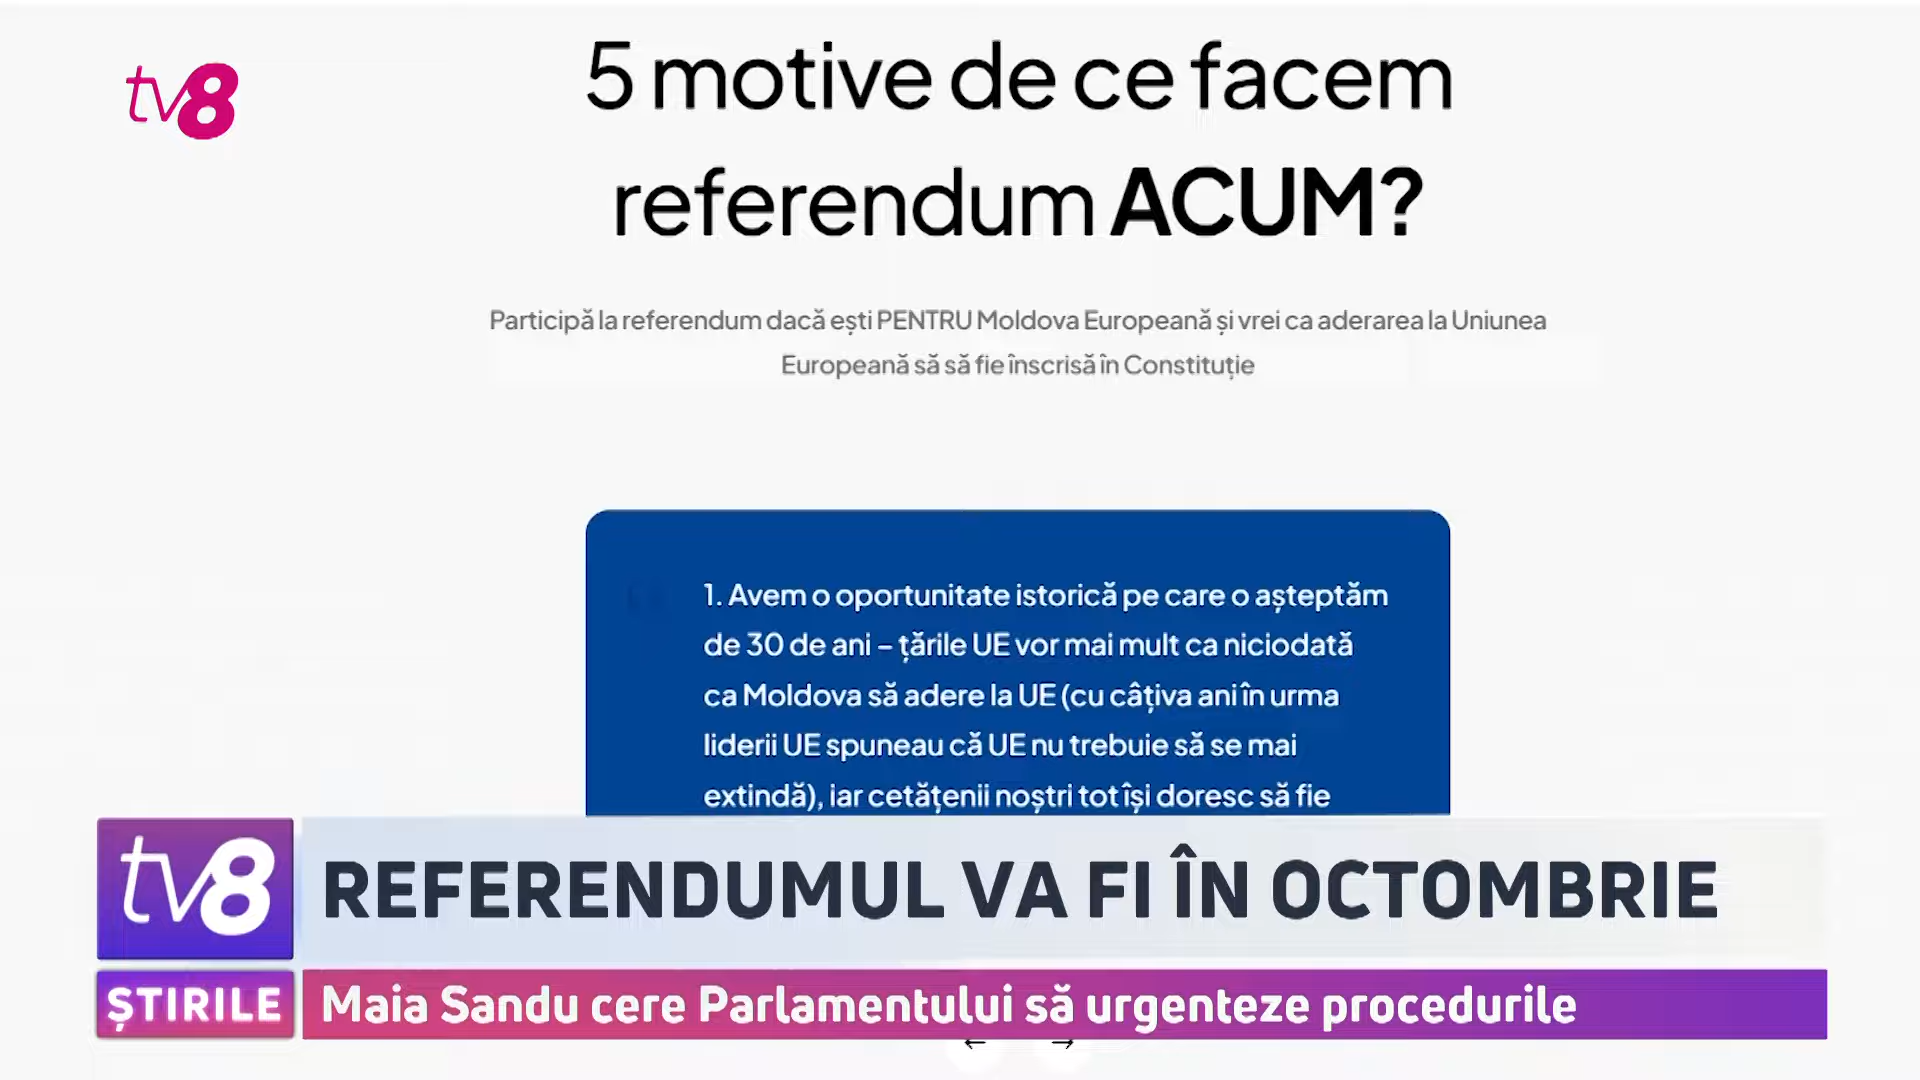 tv8
5 motive de ce facem
referendum ACUM?
Participă la referendum dacă ești PENTRU Moldova Europeană și vrei ca aderarea la Uniunea
Europeană să să fie înscrisă în Constituție
1. Avem o oportunitate istorică pe care o așteptăm
de 30 de ani – țările UE vor mai mult ca niciodată
ca Moldova să adere la UE (cu câțiva ani în urma
liderii UE spuneau că UE nu trebuie să se mai
extindă), iar cetățenii noștri tot își doresc să fie
tv8
REFERENDUMUL VA FI ÎN OCTOMBRIE
ȘTIRILE
Maia Sandu cere Parlamentului să urgenteze procedurile